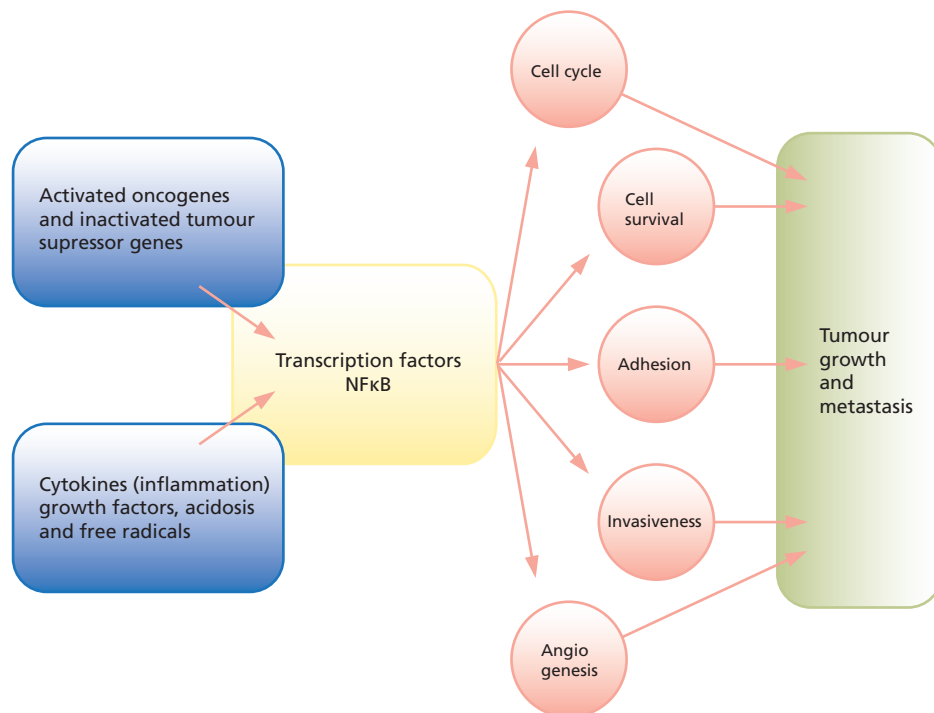 Activated oncogenes
and inactivated tumour
supressor genes
Cytokines (inflammation)
growth factors, acidosis
and free radicals
Transcription factors
NFκB
Cell cycle
Cell
survival
Adhesion
Invasiveness
Angio
genesis
Tumour
growth
and
metastasis